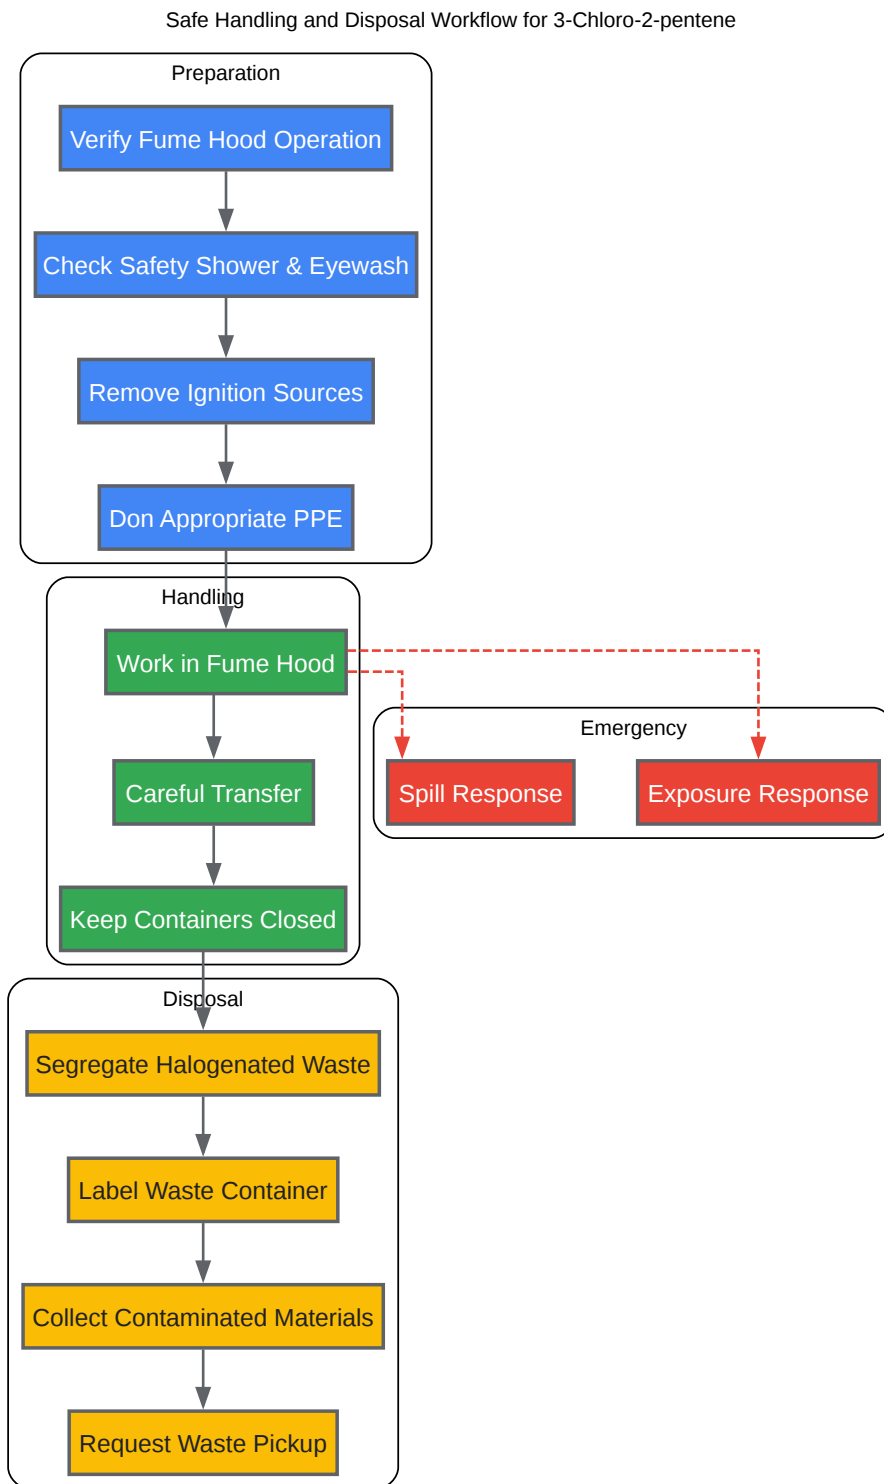 Safe Handling and Disposal Workflow for 3-Chloro-2-pentene
Preparation
Verify Fume Hood Operation
Check Safety Shower & Eyewash
Remove Ignition Sources
Don Appropriate PPE
Handling
Work in Fume Hood
Careful Transfer
Keep Containers Closed
Emergency
Spill Response
Exposure Response
Disposal
Segregate Halogenated Waste
Label Waste Container
Collect Contaminated Materials
Request Waste Pickup